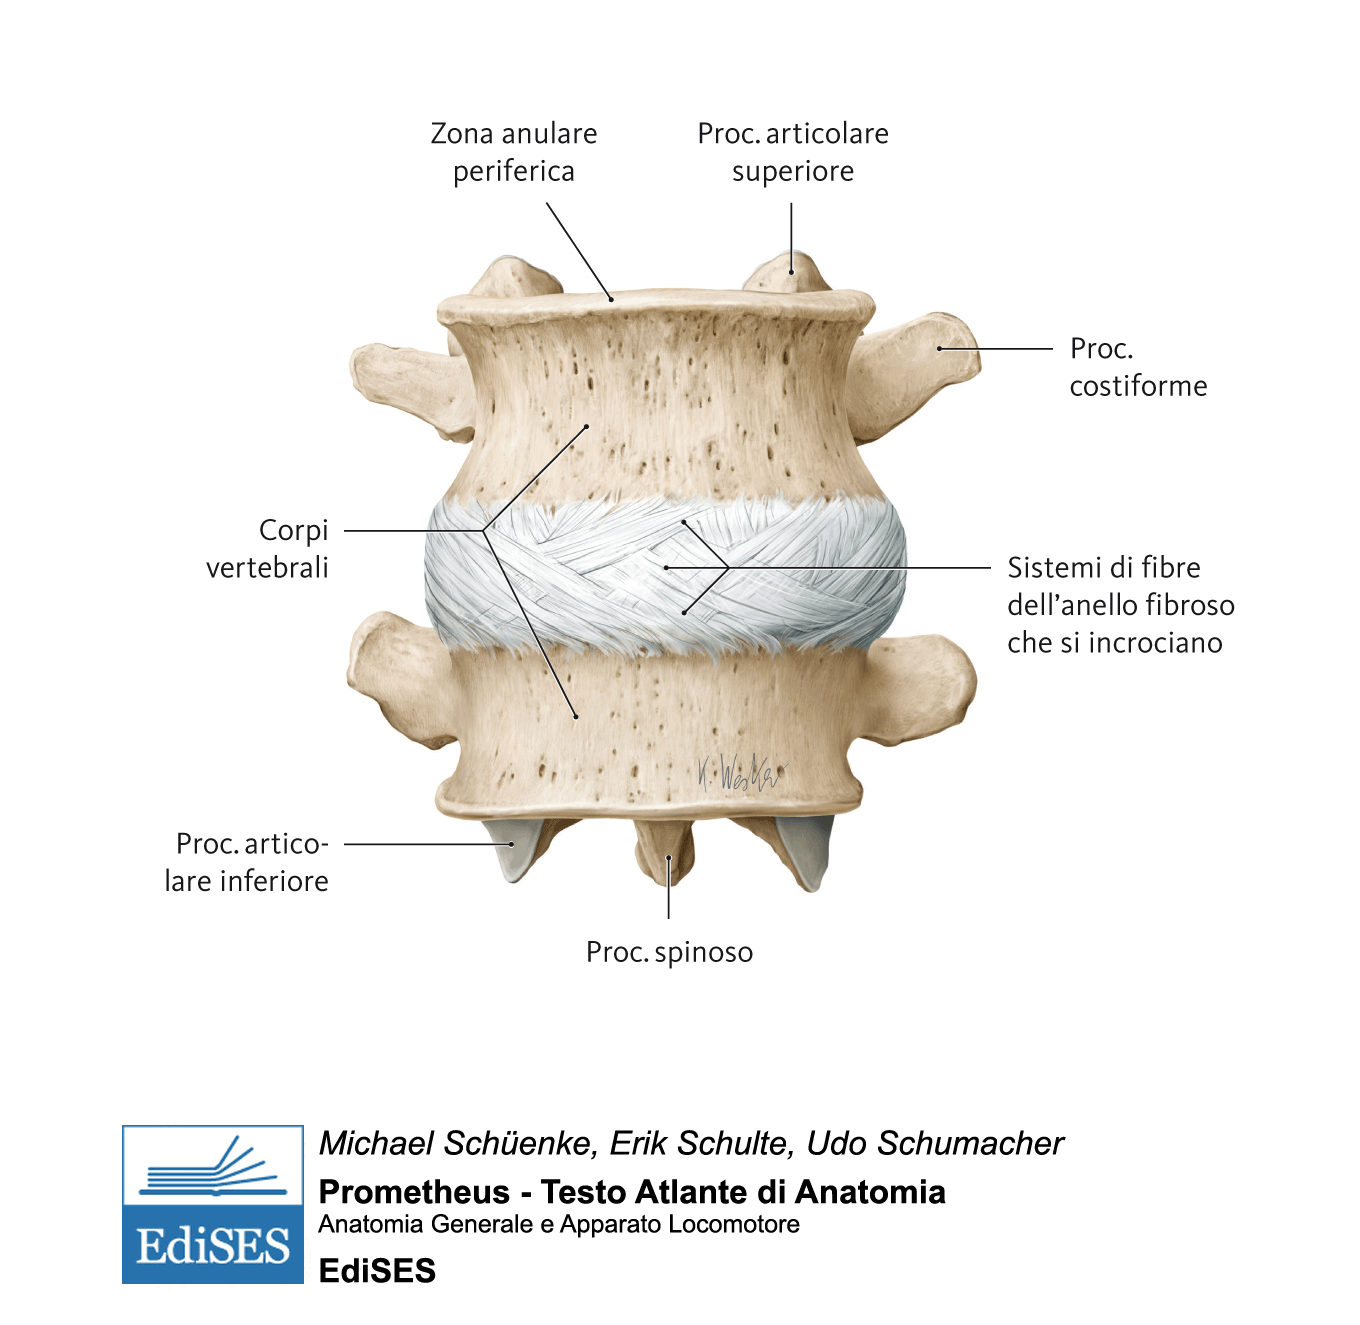 Zona anulare
periferica
Proc. articolare
superiore
Proc.
costiforme
Corpi
vertebrali
Sistemi di fibre
dell’anello fibroso
che si incrociano
K. Wesker
Proc. artico-
lare inferiore
Proc. spinoso
Michael Schüenke, Erik Schulte, Udo Schumacher
Prometheus - Testo Atlante di Anatomia
Anatomia Generale e Apparato Locomotore
EdiSES
EdiSES